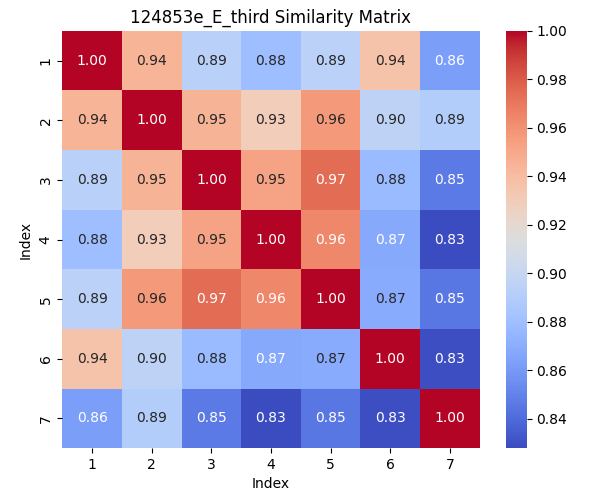 124853e_E_third Similarity Matrix
1 1.00 0.94 0.89 0.88 0.89 0.94 0.86
2 0.94 1.00 0.95 0.93 0.96 0.90 0.89
3 0.89 0.95 1.00 0.95 0.97 0.88 0.85
4 0.88 0.93 0.95 1.00 0.96 0.87 0.83
5 0.89 0.96 0.97 0.96 1.00 0.87 0.85
6 0.94 0.90 0.88 0.87 0.87 1.00 0.83
7 0.86 0.89 0.85 0.83 0.85 0.83 1.00
1 2 3 4 5 6 7
Index
Index
1.00
0.98
0.96
0.94
0.92
0.90
0.88
0.86
0.84